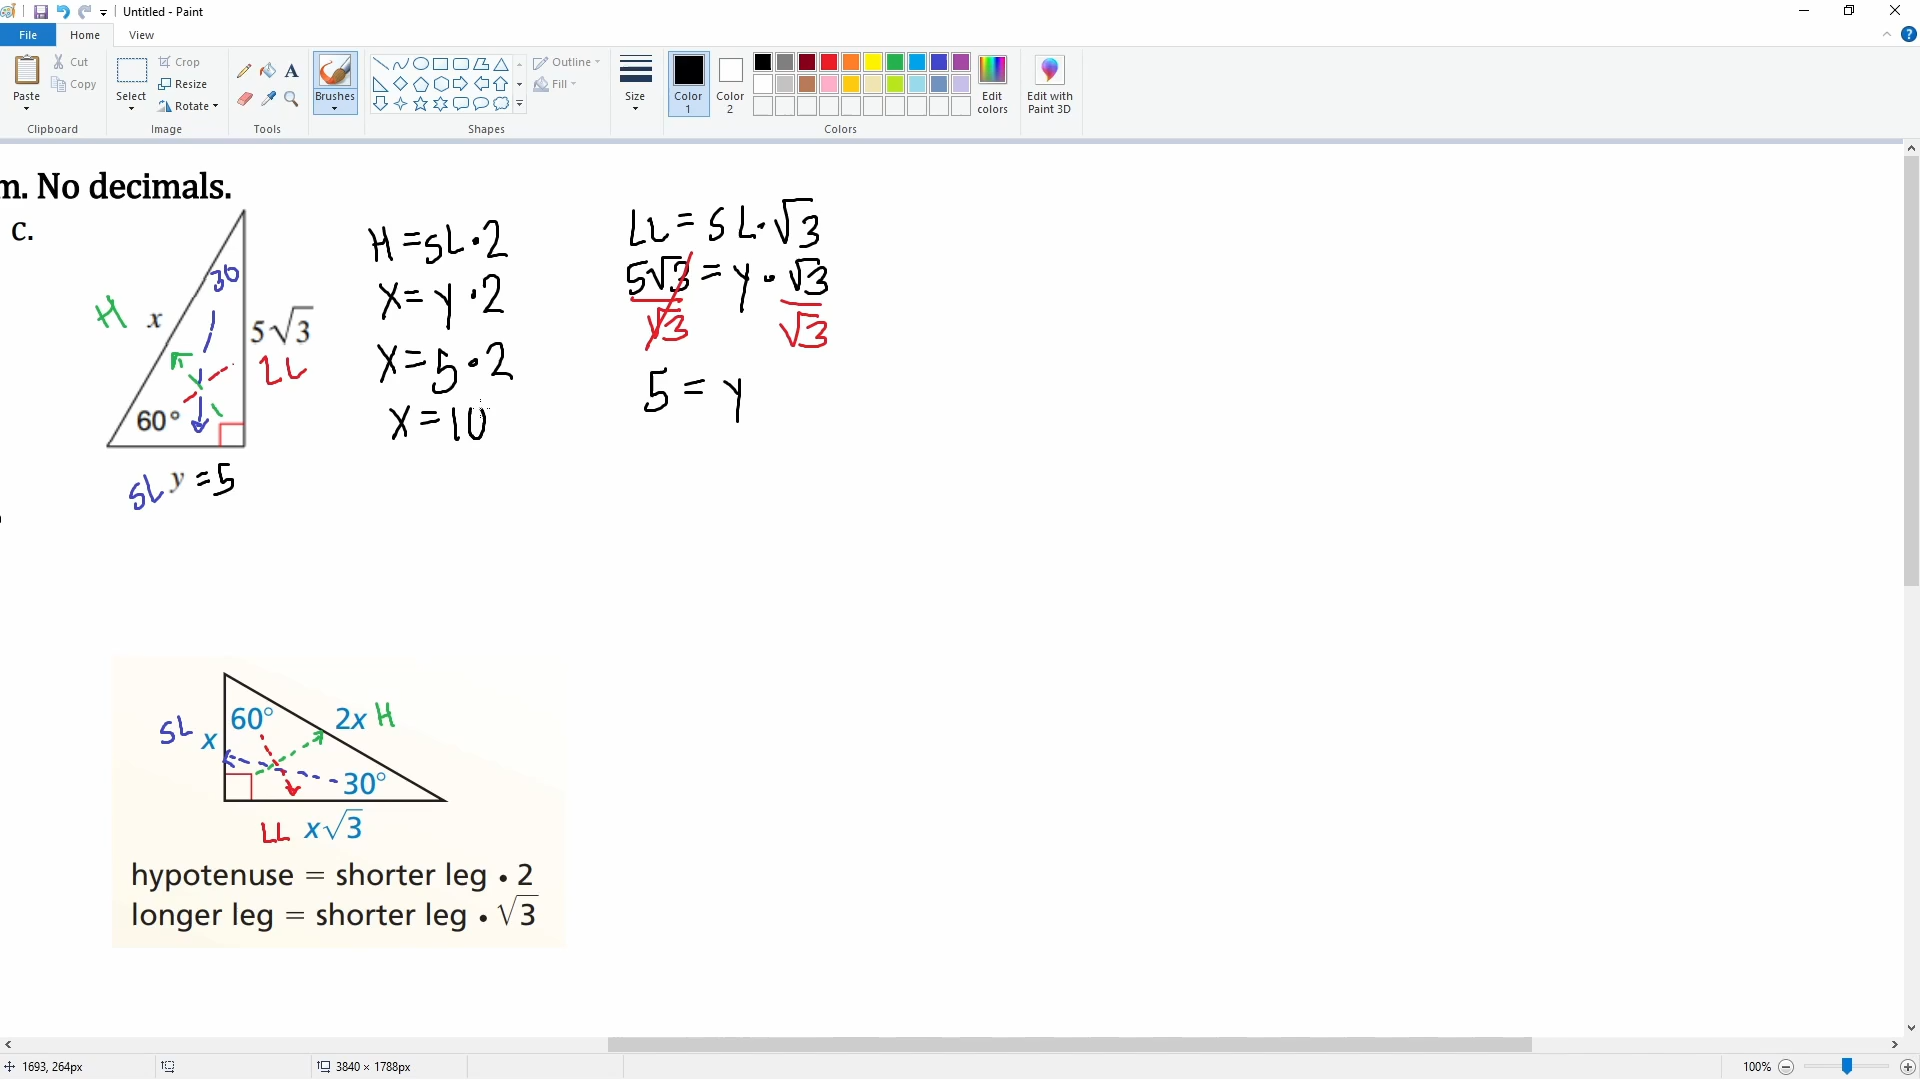 Untitled - Paint
File Home View
Paste Cut Copy Clipboard
Select Crop Resize Rotate Image
Tools
Brushes
Shapes
Outline Fill
Size
Color 1 Color 2 Edit colors Colors
Edit with Paint 3D
m. No decimals.
c.
30
H x
5√3
LL
60°
SL y = 5
H = SL · 2
x = y · 2
x = 5 · 2
x = 10
LL = SL · √3
5√3 = y · √3
√3 √3
5 = y
SL x 60° 2x H
30°
LL x√3
hypotenuse = shorter leg • 2
longer leg = shorter leg • √3
1693, 264px 3840 × 1788px 100%